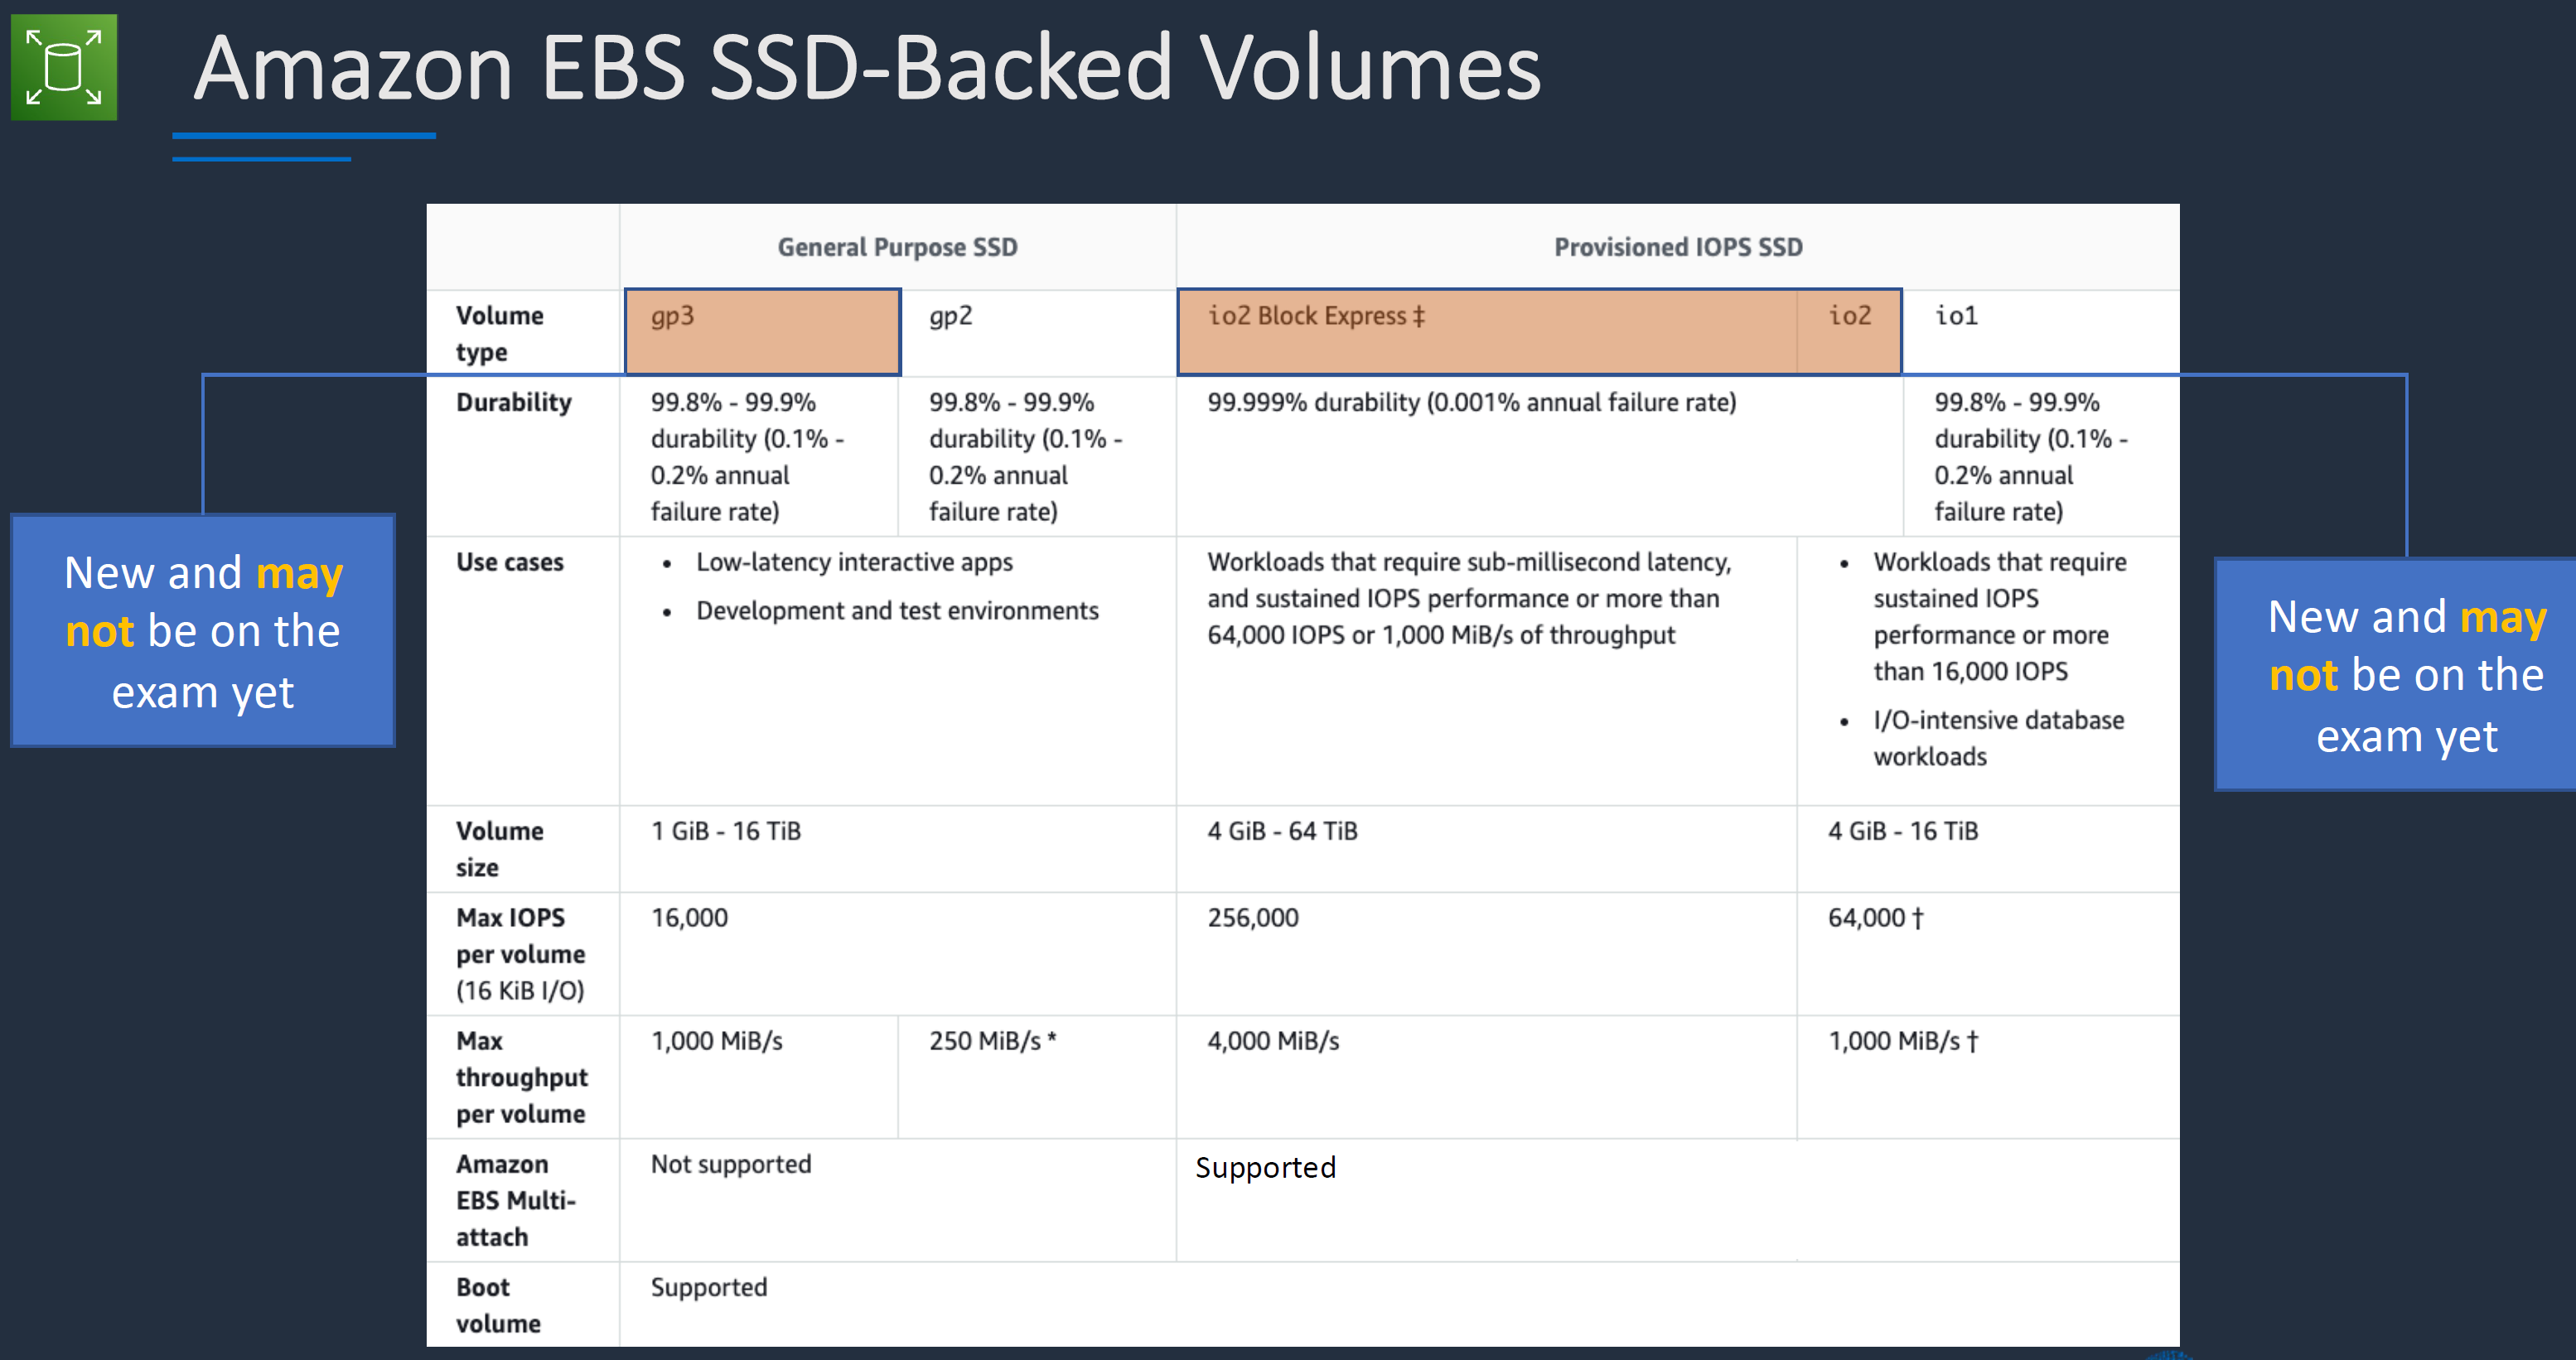 Amazon EBS SSD-Backed Volumes
General Purpose SSD
Provisioned IOPS SSD
Volume
type
gp3
gp2
io2 Block Express ‡
io2
io1
Durability
99.8% - 99.9%
durability (0.1% -
0.2% annual
failure rate)
99.8% - 99.9%
durability (0.1% -
0.2% annual
failure rate)
99.999% durability (0.001% annual failure rate)
99.8% - 99.9%
durability (0.1% -
0.2% annual
failure rate)
New and may
not be on the
exam yet
Use cases
• Low-latency interactive apps
• Development and test environments
Workloads that require sub-millisecond latency,
and sustained IOPS performance or more than
64,000 IOPS or 1,000 MiB/s of throughput
• Workloads that require
sustained IOPS
performance or more
than 16,000 IOPS
• I/O-intensive database
workloads
New and may
not be on the
exam yet
Volume
size
1 GiB - 16 TiB
4 GiB - 64 TiB
4 GiB - 16 TiB
Max IOPS
per volume
(16 KiB I/O)
16,000
256,000
64,000 †
Max
throughput
per volume
1,000 MiB/s
250 MiB/s *
4,000 MiB/s
1,000 MiB/s †
Amazon
EBS Multi-
attach
Not supported
Supported
Boot
volume
Supported